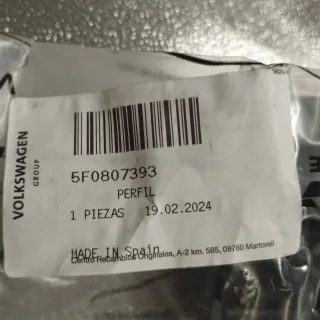 VOLKSWAGEN
GROUP
5F0807393
PERFIL
1 PIEZAS 19.02.2024
MADE IN Spain
Centro Recambios Originales, A-2 km. 585, 08760 Martorell